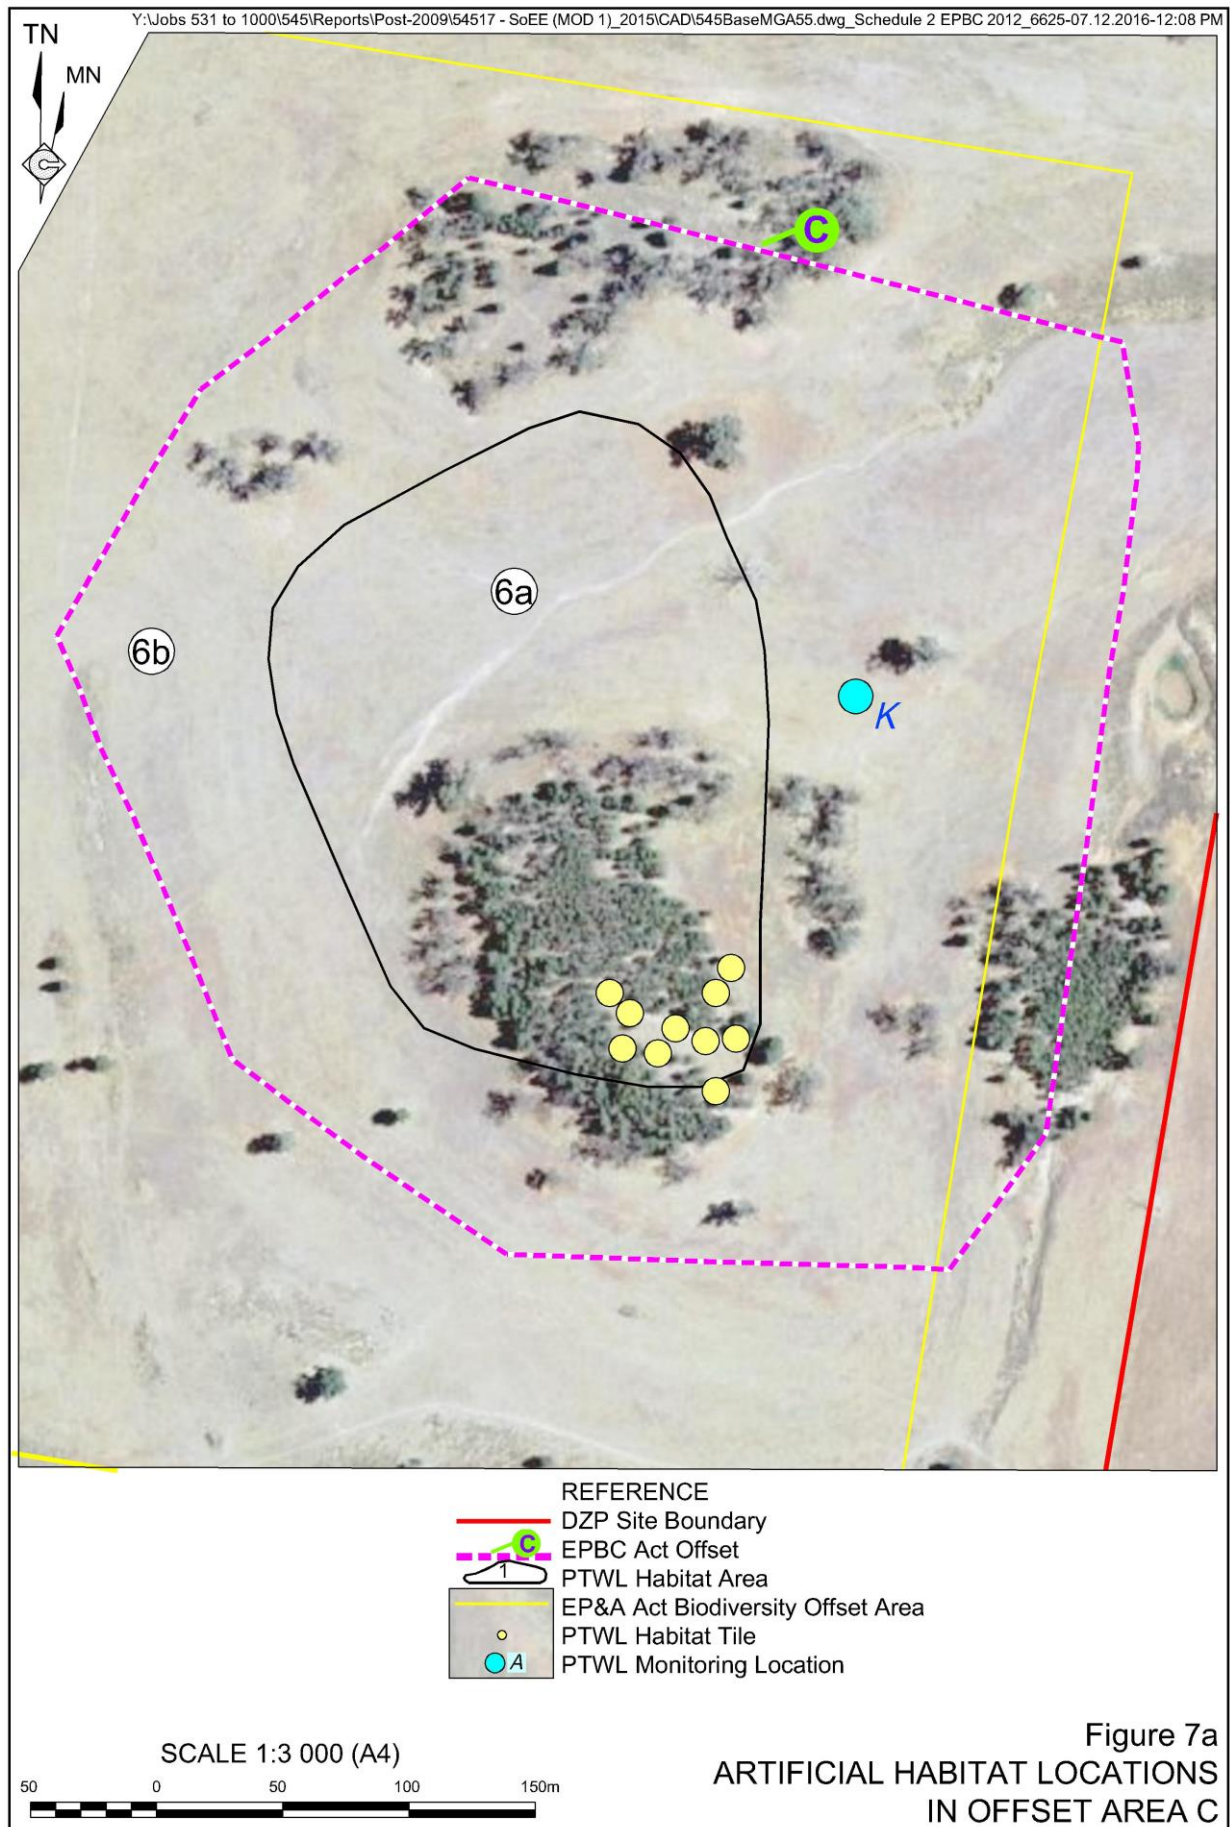 Y:\Jobs 531 to 1000\545\Reports\Post-2009\54517 - SoEE (MOD 1)_2015\CAD\545BaseMGA55.dwg_Schedule 2 EPBC 2012_6625-07.12.2016-12:08 PM
TN
MN
C
6a
6b
K
REFERENCE
DZP Site Boundary
C
EPBC Act Offset
1
PTWL Habitat Area
EP&A Act Biodiversity Offset Area
PTWL Habitat Tile
A
PTWL Monitoring Location
SCALE 1:3 000 (A4)
50 0 50 100 150m
Figure 7a
ARTIFICIAL HABITAT LOCATIONS
IN OFFSET AREA C